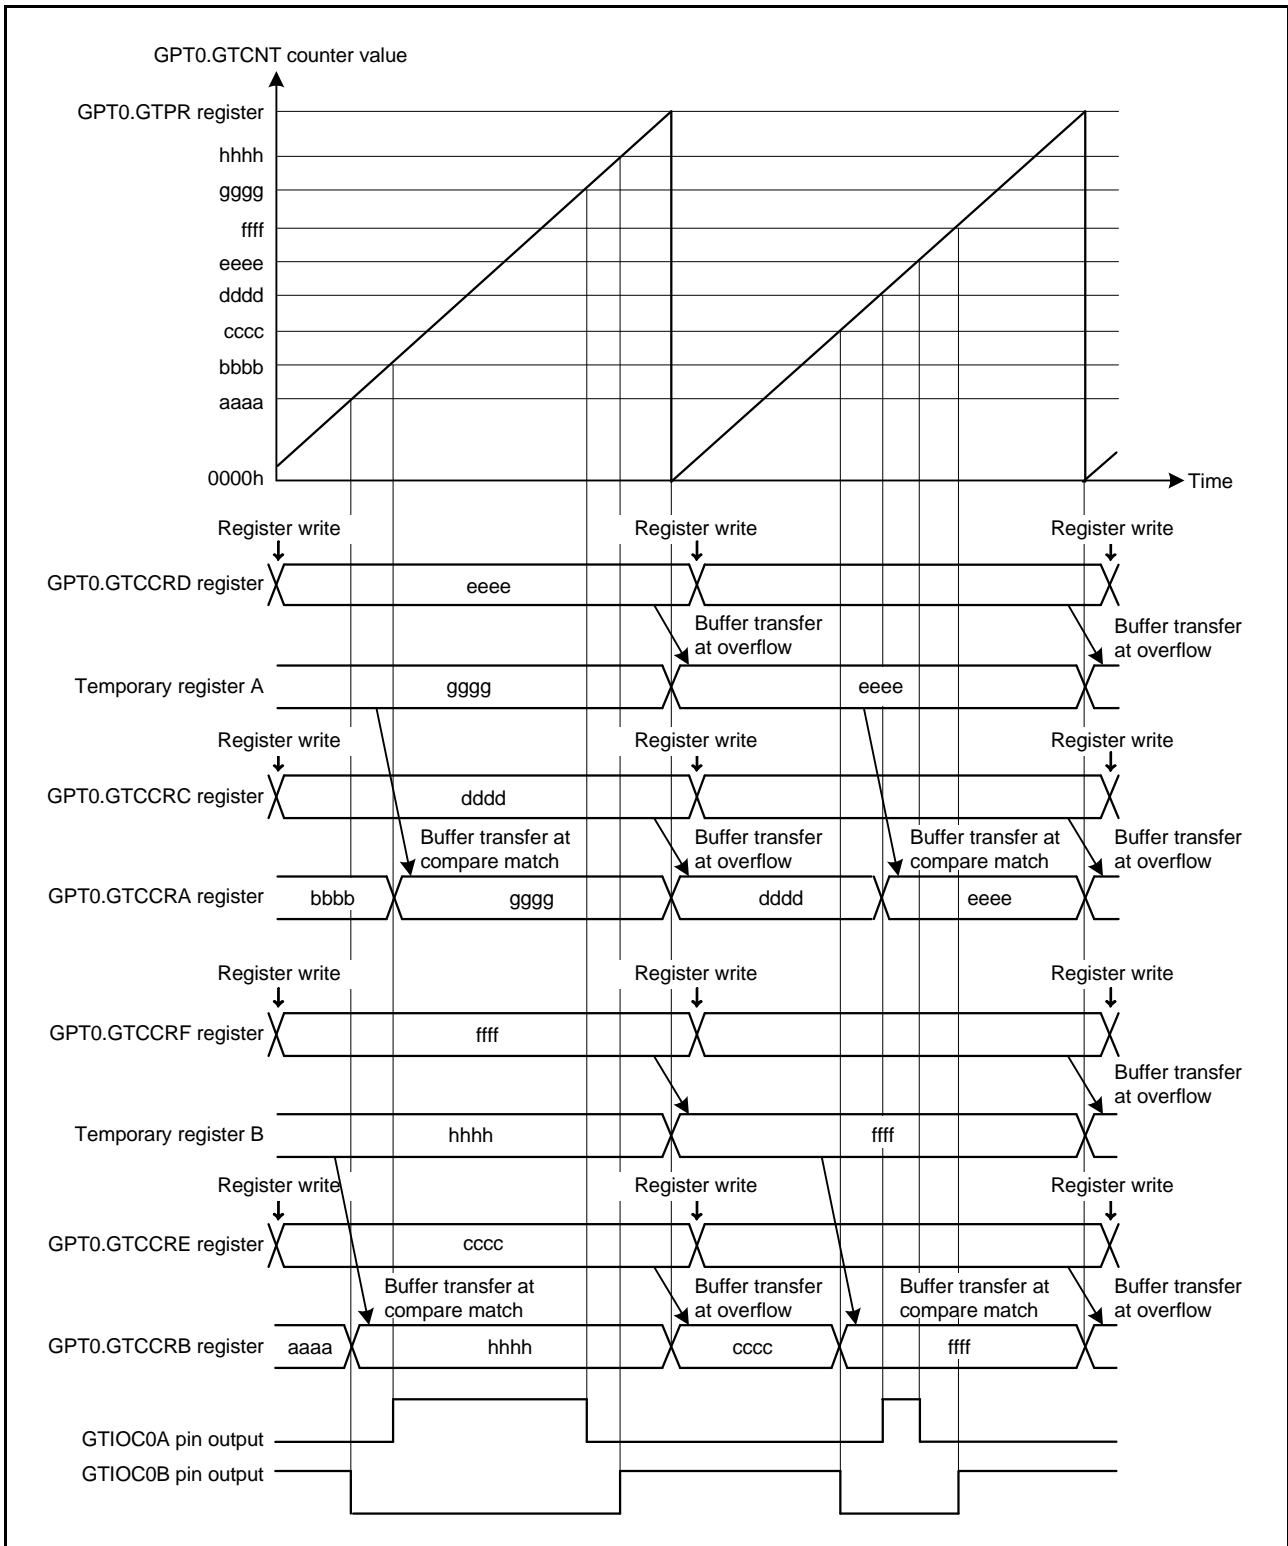 GPT0.GTCNT counter value
GPT0.GTPR register
hhhh
gggg
ffff
eeee
dddd
cccc
bbbb
aaaa
0000h
Time
Register write Register write Register write
GPT0.GTCCRD register eeee
Buffer transfer
at overflow
Buffer transfer
at overflow
Temporary register A gggg eeee
Register write Register write Register write
GPT0.GTCCRC register dddd
Buffer transfer at
compare match
Buffer transfer
at overflow
Buffer transfer at
compare match
Buffer transfer
at overflow
GPT0.GTCCRA register bbbb gggg dddd eeee
Register write Register write Register write
GPT0.GTCCRF register ffff
Buffer transfer
at overflow
Temporary register B hhhh ffff
Register write Register write Register write
GPT0.GTCCRE register cccc
Buffer transfer at
compare match
Buffer transfer
at overflow
Buffer transfer at
compare match
Buffer transfer
at overflow
GPT0.GTCCRB register aaaa hhhh cccc ffff
GTIOC0A pin output
GTIOC0B pin output